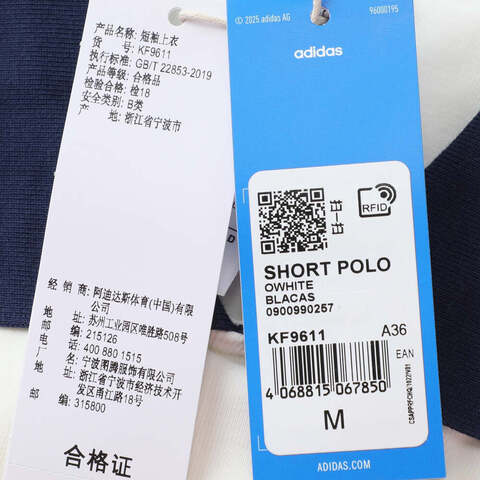 产品名称: 短袖上衣
货 号: KF9611
执行标准: GB/T 22853-2019
产品等级: 合格品
检验合格: 检18
安全类别: B类
产地: 浙江省宁波市
经 销 商: 阿迪达斯体育(中国)有限
公司
地 址: 苏州工业园区唯胜路508号
邮 编: 215126
电 话: 400 880 1515
制 造 商: 宁波图腾服饰有限公司
地 址: 浙江省宁波市经济技术开
发区甬江路18号
邮 编: 315800
合格证
© 2025 adidas AG
96000195
adidas
RFID
SHORT POLO
OWHITE
BLACAS
0900990257
KF9611 A36
EAN
4 068815 067850
M
ADIDAS.COM